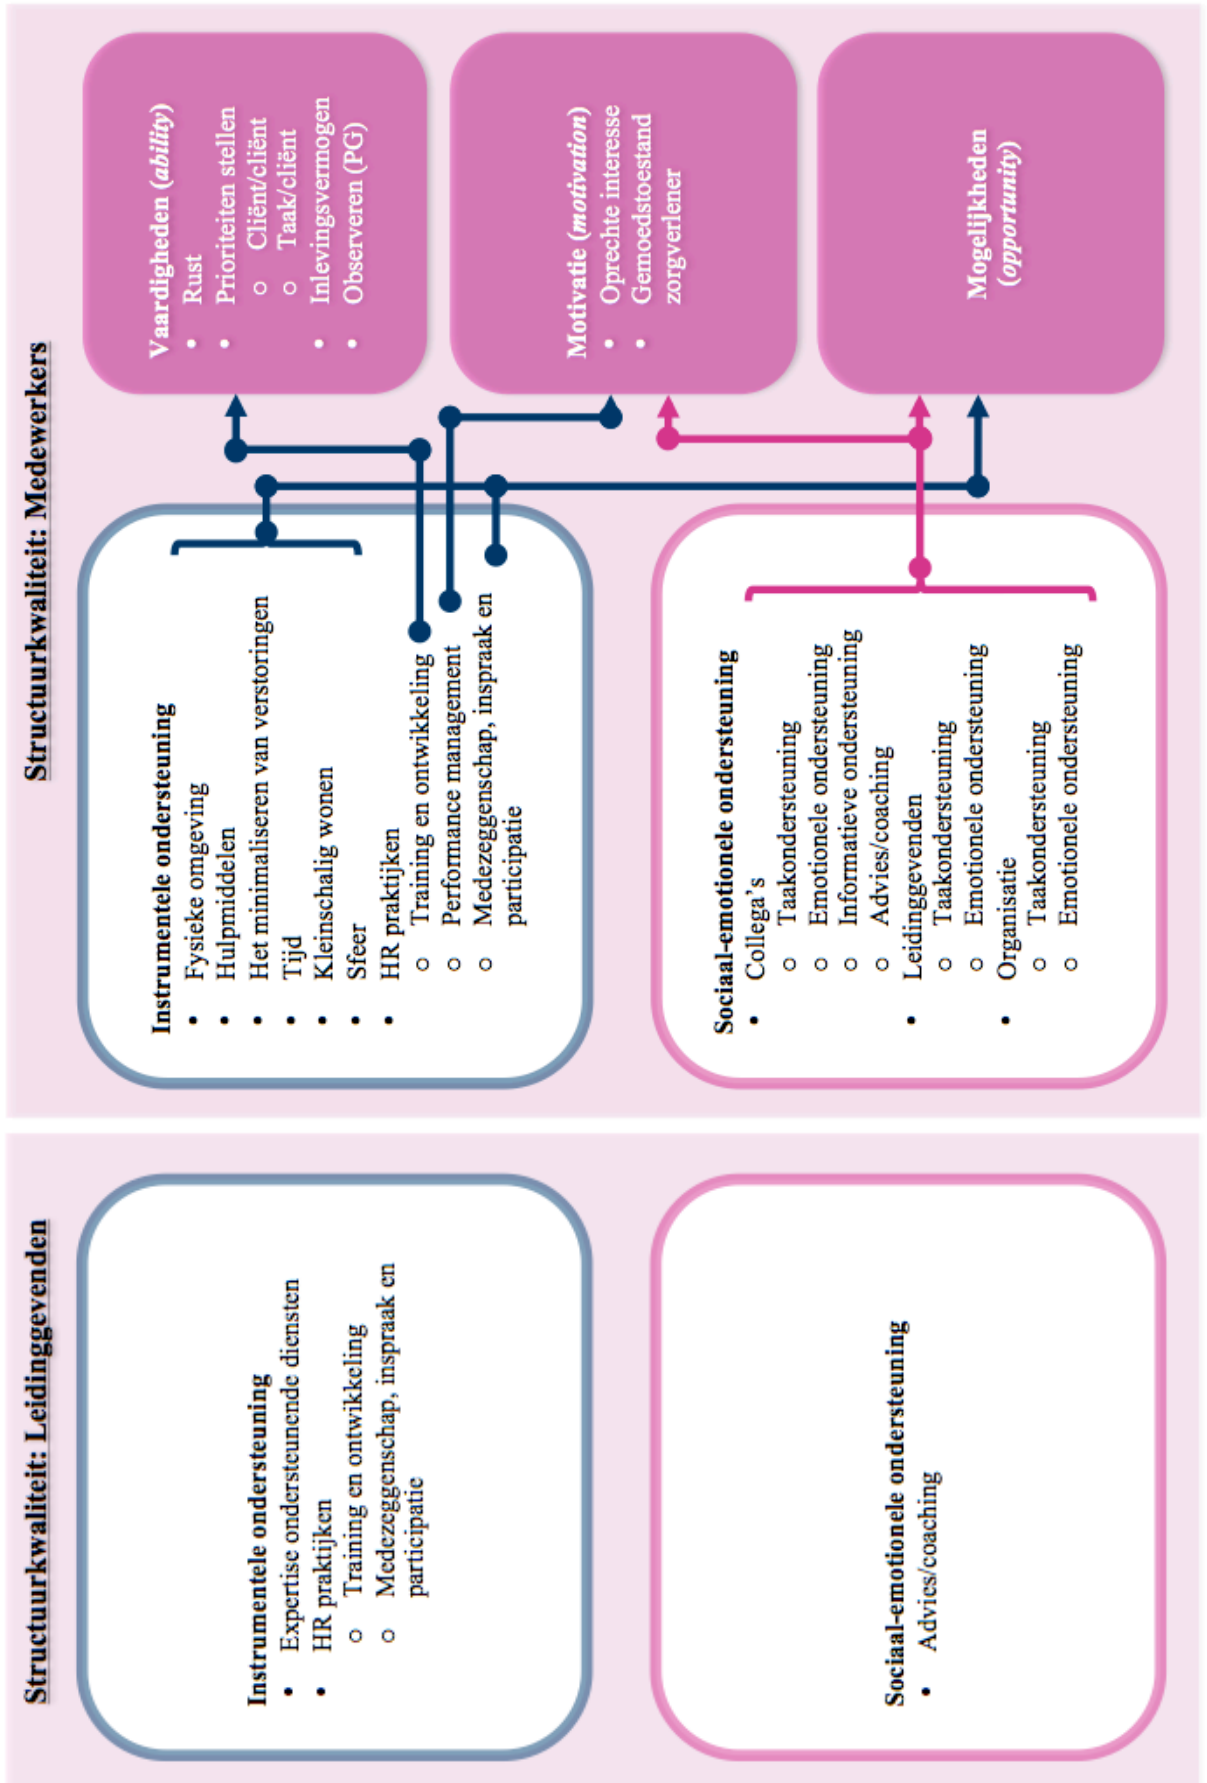 Structuurkwaliteit: Leidinggevenden
Instrumentele ondersteuning
• Expertise ondersteunende diensten
• HR praktijken
○ Training en ontwikkeling
○ Medezeggenschap, inspraak en
participatie
Sociaal-emotionele ondersteuning
• Advies/coaching
Structuurkwaliteit: Medewerkers
Instrumentele ondersteuning
• Fysieke omgeving
• Hulpmiddelen
• Het minimaliseren van verstoringen
• Tijd
• Kleinschalig wonen
• Sfeer
• HR praktijken
○ Training en ontwikkeling
○ Performance management
○ Medezeggenschap, inspraak en
participatie
Sociaal-emotionele ondersteuning
• Collega's
○ Taakondersteuning
○ Emotionele ondersteuning
○ Informatieve ondersteuning
○ Advies/coaching
• Leidinggevenden
○ Taakondersteuning
○ Emotionele ondersteuning
• Organisatie
○ Taakondersteuning
○ Emotionele ondersteuning
Vaardigheden (ability)
• Rust
• Prioriteiten stellen
○ Cliënt/cliënt
○ Taak/cliënt
• Inlevingsvermogen
• Observeren (PG)
Motivatie (motivation)
• Oprechte interesse
• Gemoedstoestand
zorgverlener
Mogelijkheden
(opportunity)